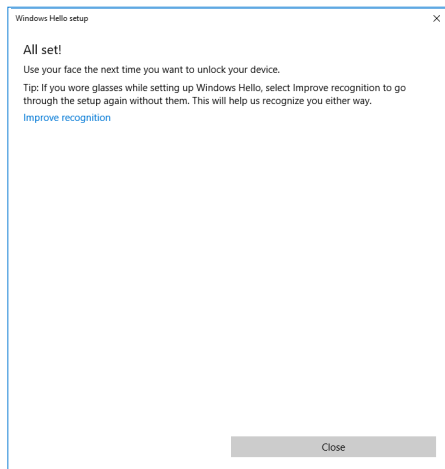 Windows Hello setup
All set!
Use your face the next time you want to unlock your device.
Tip: If you wore glasses while setting up Windows Hello, select Improve recognition to go
through the setup again without them. This will help us recognize you either way.
Improve recognition
Close